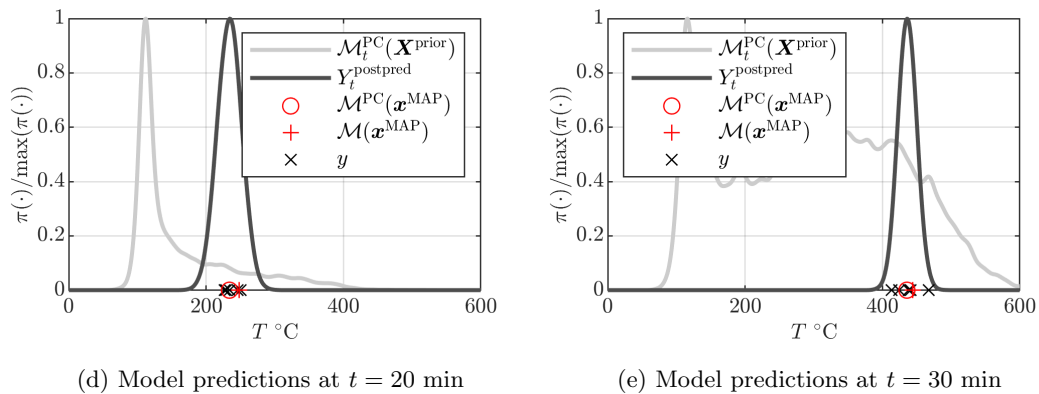 1
0.8
0.6
0.4
0.2
0
0 200 400 600
π(·)/max(π(·))
T °C
M_t^PC(X^prior)
Y_t^postpred
M^PC(x^MAP)
M(x^MAP)
y
(d) Model predictions at t = 20 min
1
0.8
0.6
0.4
0.2
0
0 200 400 600
π(·)/max(π(·))
T °C
M_t^PC(X^prior)
Y_t^postpred
M^PC(x^MAP)
M(x^MAP)
y
(e) Model predictions at t = 30 min